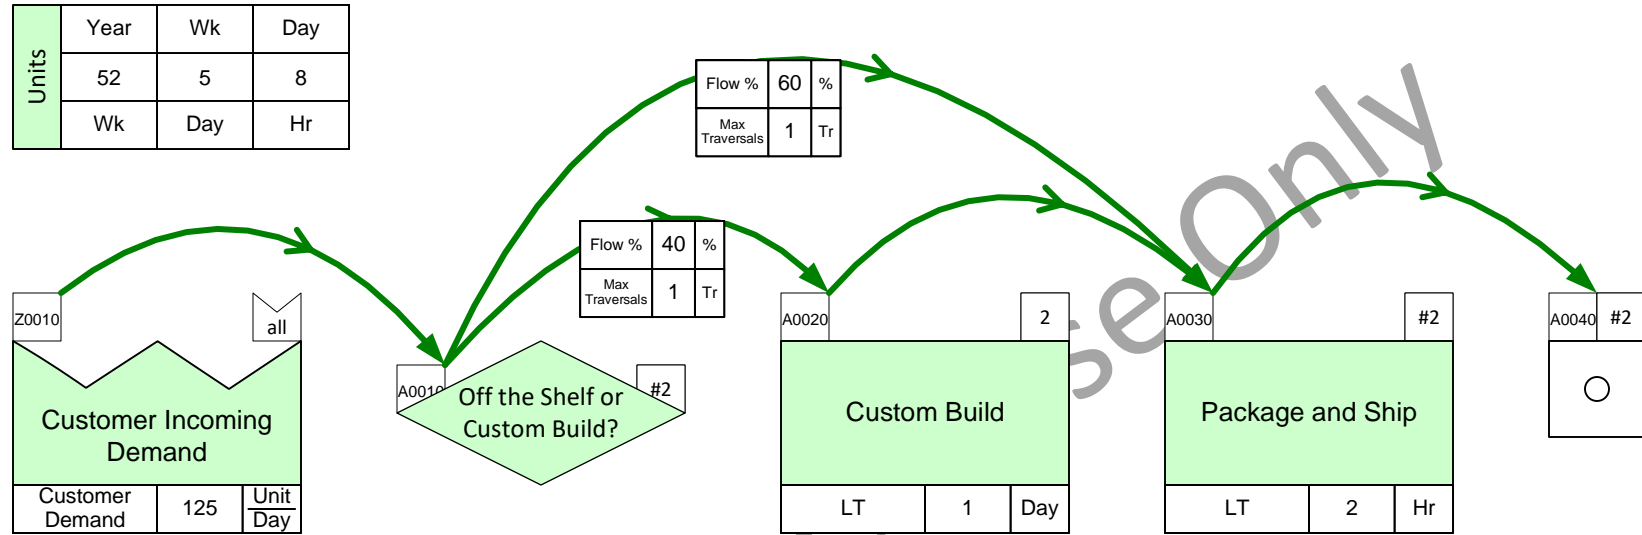 Units
Year Wk Day
52 5 8
Wk Day Hr
Flow % 60 %
Max
Traversals 1 Tr
Flow % 40 %
Max
Traversals 1 Tr
Z0010
all
Customer Incoming
Demand
Customer
Demand 125 Unit
Day
A0010
#2
Off the Shelf or
Custom Build?
A0020
2
Custom Build
LT 1 Day
A0030
#2
Package and Ship
LT 2 Hr
A0040 #2
se Only